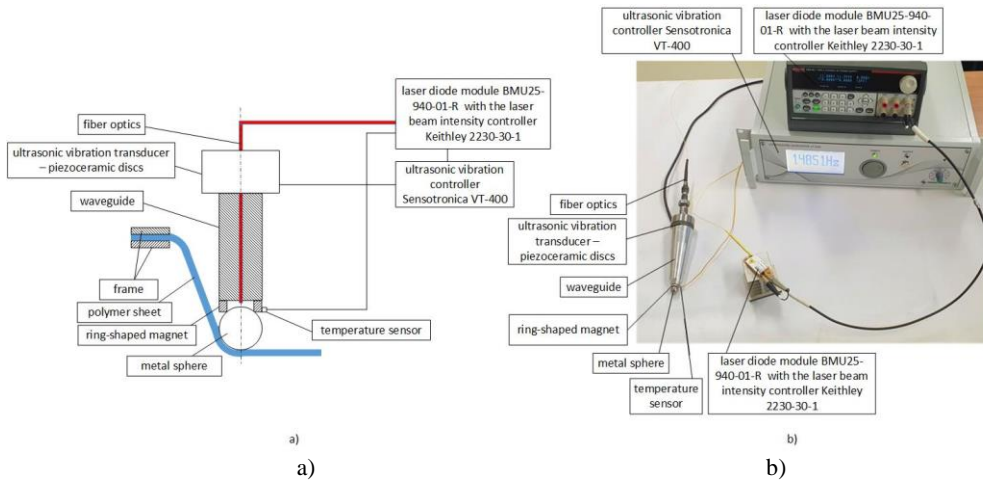 laser diode module BMU25-
940-01-R with the laser
beam intensity controller
Keithley 2230-30-1
fiber optics
ultrasonic vibration transducer
– piezoceramic discs
ultrasonic vibration
controller
Sensotronica VT-400
waveguide
frame
polymer sheet
ring-shaped magnet
temperature sensor
metal sphere
a)
a)
ultrasonic vibration
controller Sensotronica
VT-400
laser diode module BMU25-940-
01-R with the laser beam intensity
controller Keithley 2230-30-1
14851Hz
fiber optics
ultrasonic vibration
transducer –
piezoceramic discs
waveguide
ring-shaped magnet
metal sphere
temperature
sensor
laser diode module BMU25-
940-01-R with the laser beam
intensity controller Keithley
2230-30-1
b)
b)